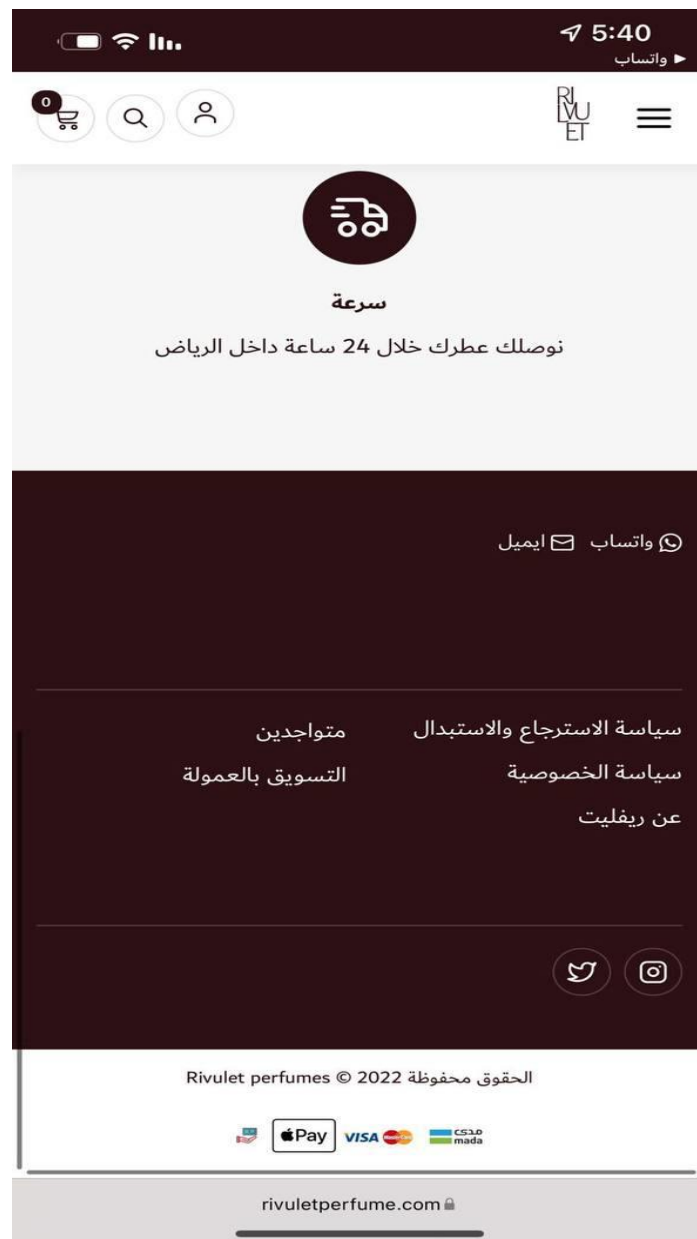 5:40
واتساب ◀
0
RI
VU
ET
سرعة
نوصلك عطرك خلال 24 ساعة داخل الرياض
واتساب ايميل
سياسة الاسترجاع والاستبدال متواجدين
سياسة الخصوصية التسويق بالعمولة
عن ريفليت
الحقوق محفوظة 2022 © Rivulet perfumes
مدى mada MasterCard VISA Pay
rivuletperfume.com